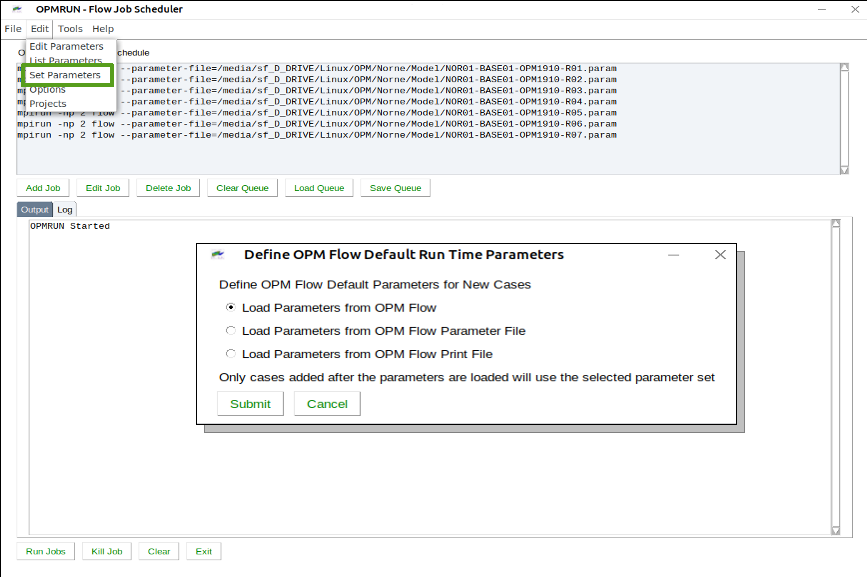 OPMRUN - Flow Job Scheduler
File Edit Tools Help
Edit Parameters
List Parameters
Set Parameters
Options
Projects
chedule
--parameter-file=/media/sf_D_DRIVE/Linux/OPM/Norne/Model/NOR01-BASE01-OPM1910-R01.param
--parameter-file=/media/sf_D_DRIVE/Linux/OPM/Norne/Model/NOR01-BASE01-OPM1910-R02.param
--parameter-file=/media/sf_D_DRIVE/Linux/OPM/Norne/Model/NOR01-BASE01-OPM1910-R03.param
--parameter-file=/media/sf_D_DRIVE/Linux/OPM/Norne/Model/NOR01-BASE01-OPM1910-R04.param
mpirun -np 2 flow --parameter-file=/media/sf_D_DRIVE/Linux/OPM/Norne/Model/NOR01-BASE01-OPM1910-R05.param
mpirun -np 2 flow --parameter-file=/media/sf_D_DRIVE/Linux/OPM/Norne/Model/NOR01-BASE01-OPM1910-R06.param
mpirun -np 2 flow --parameter-file=/media/sf_D_DRIVE/Linux/OPM/Norne/Model/NOR01-BASE01-OPM1910-R07.param
Add Job Edit Job Delete Job Clear Queue Load Queue Save Queue
Output Log
OPMRUN Started
Define OPM Flow Default Run Time Parameters
Define OPM Flow Default Parameters for New Cases
Load Parameters from OPM Flow
Load Parameters from OPM Flow Parameter File
Load Parameters from OPM Flow Print File
Only cases added after the parameters are loaded will use the selected parameter set
Submit Cancel
Run Jobs Kill Job Clear Exit